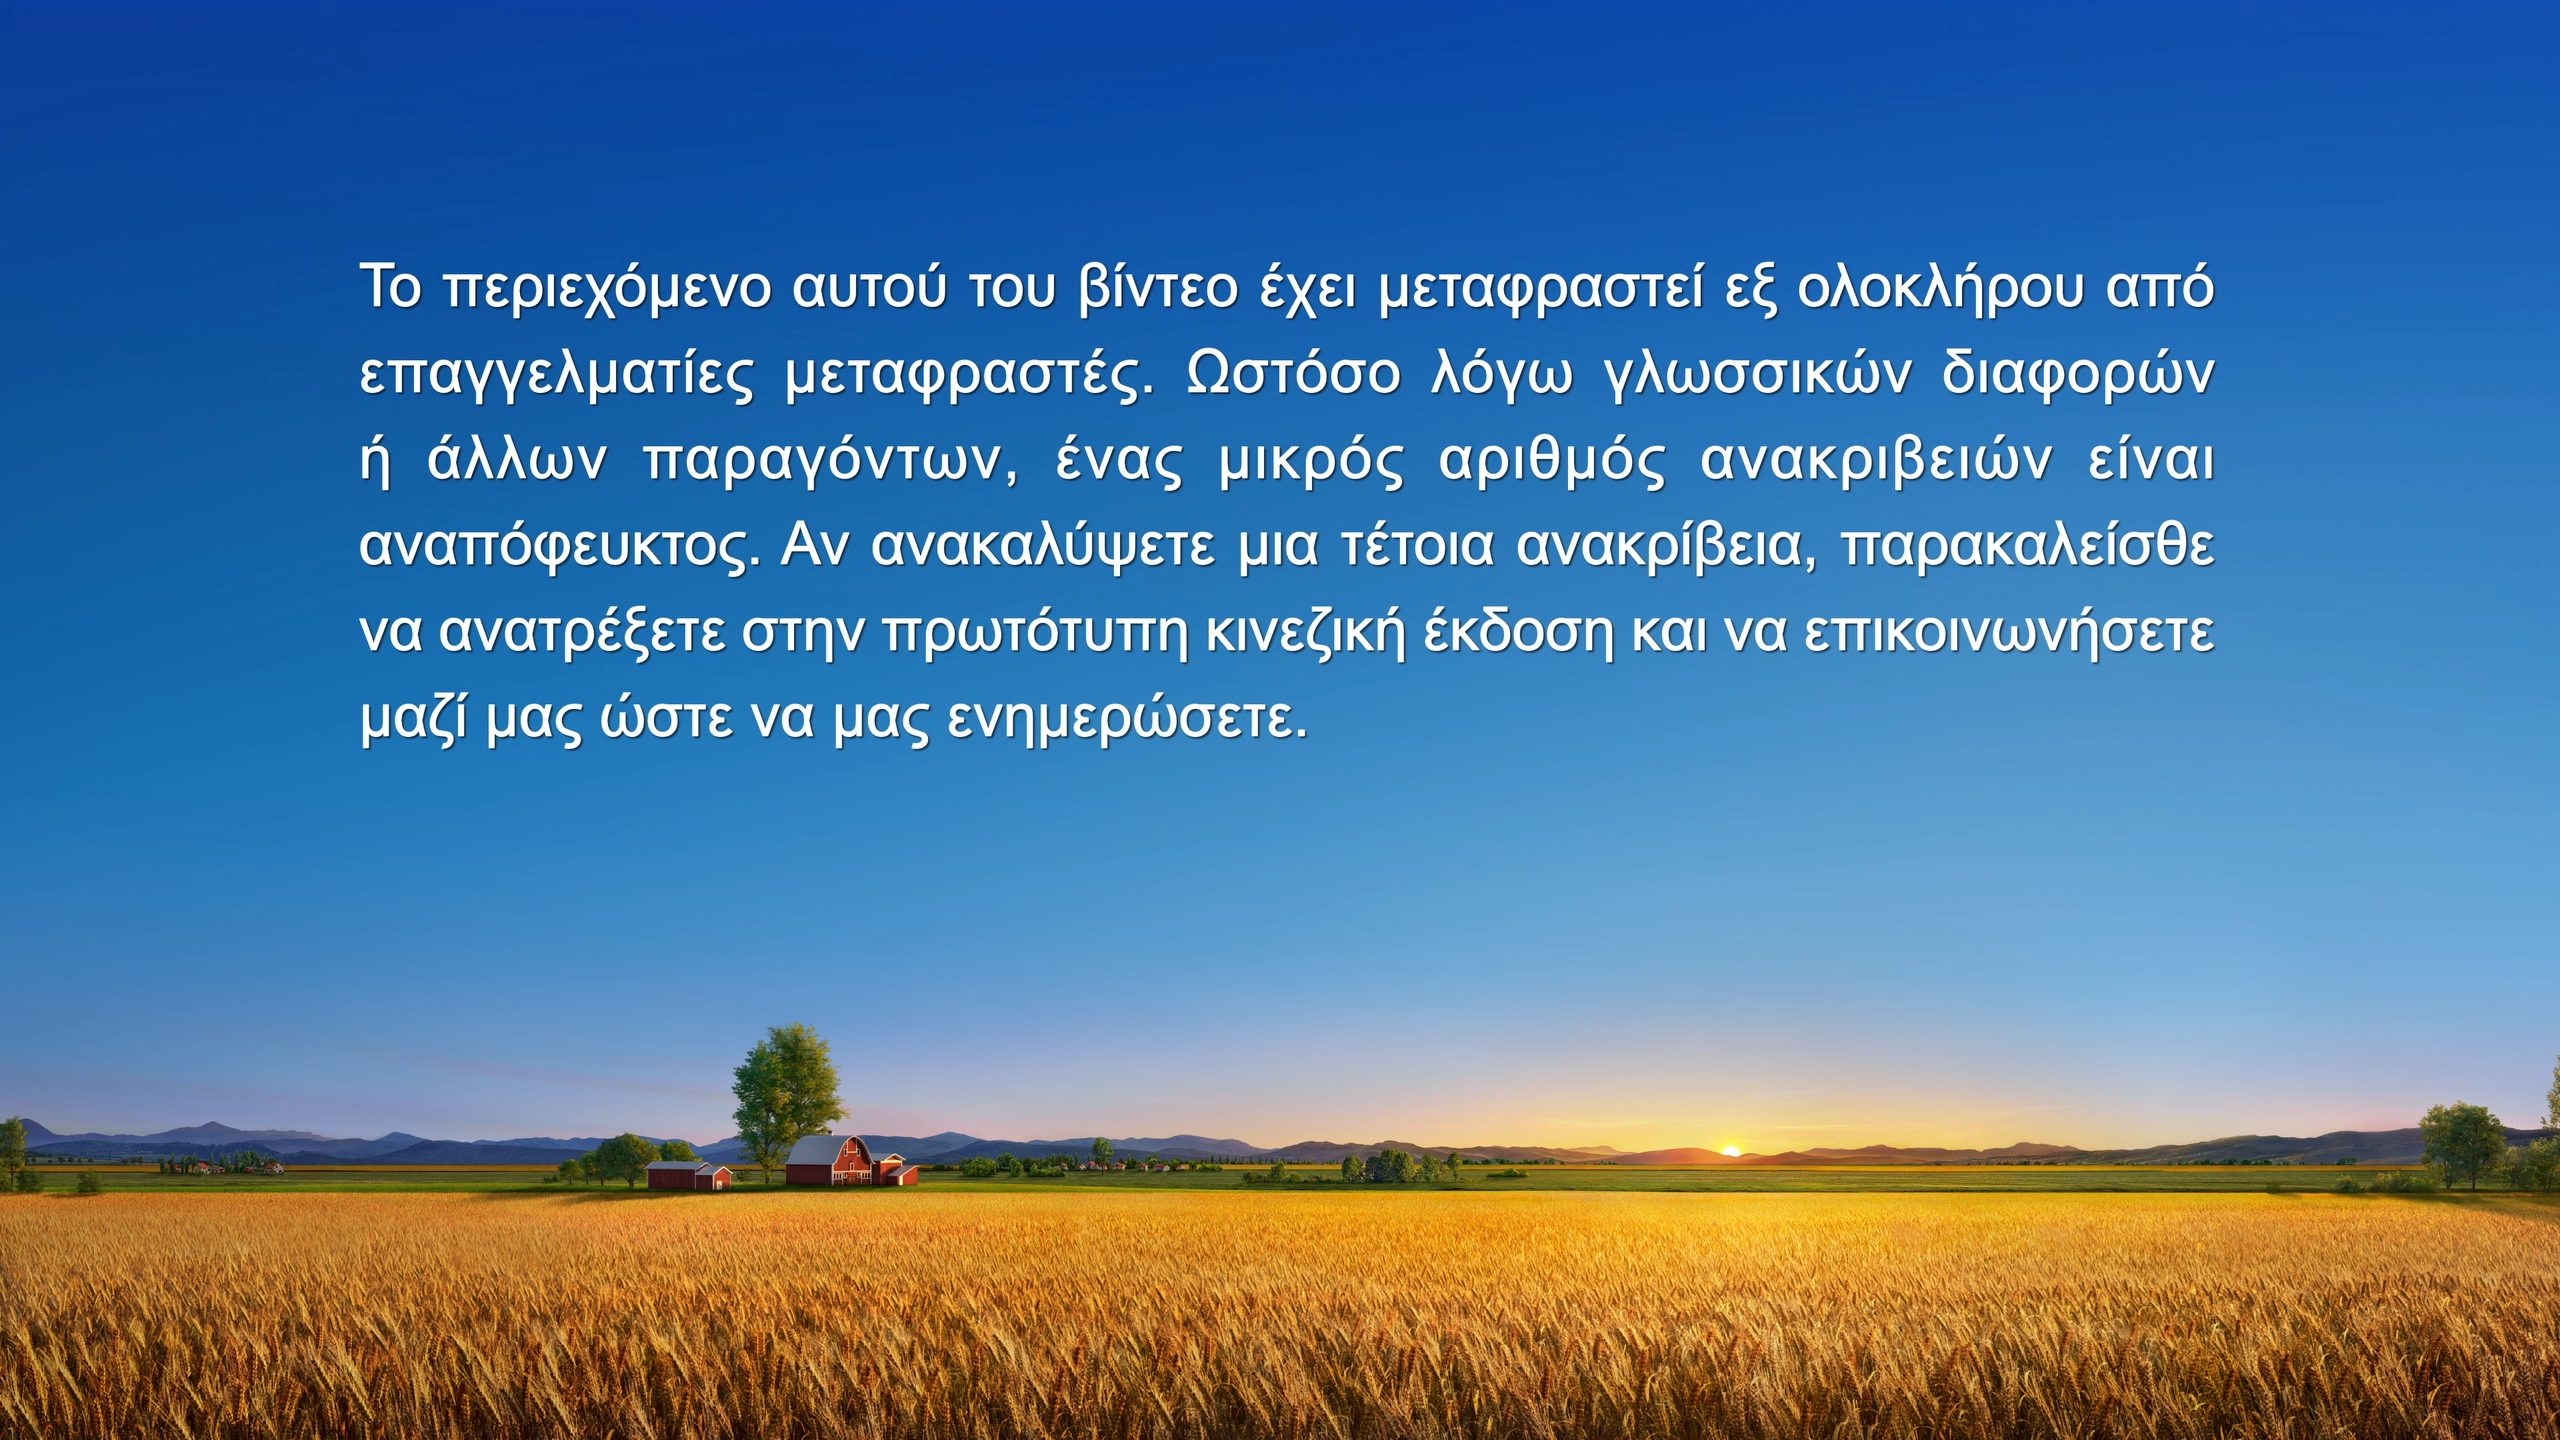 Το περιεχόμενο αυτού του βίντεο έχει μεταφραστεί εξ ολοκλήρου από
επαγγελματίες μεταφραστές. Ωστόσο λόγω γλωσσικών διαφορών
ή άλλων παραγόντων, ένας μικρός αριθμός ανακριβειών είναι
αναπόφευκτος. Αν ανακαλύψετε μια τέτοια ανακρίβεια, παρακαλείσθε
να ανατρέξετε στην πρωτότυπη κινεζική έκδοση και να επικοινωνήσετε
μαζί μας ώστε να μας ενημερώσετε.